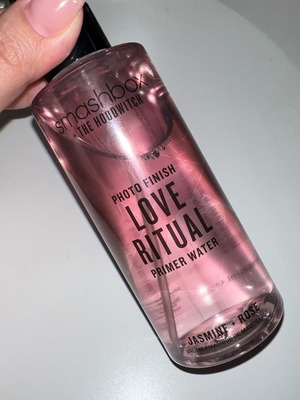 smashbox
THE HOODWITCH
PHOTO FINISH
LOVE
RITUAL
PRIMER WATER
JASMINE + ROSE